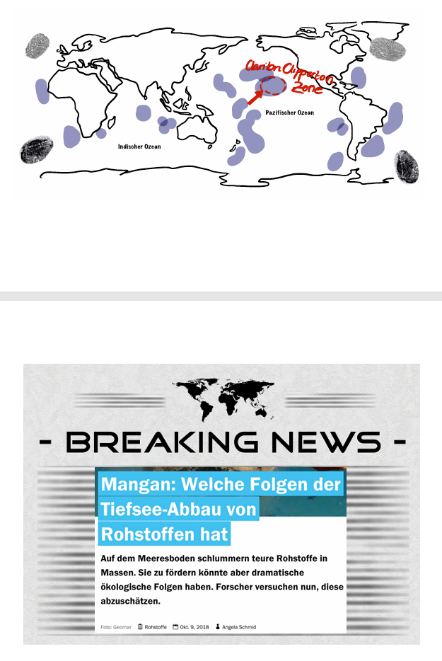 Clarion Clipperton
Zone
Pazifischer Ozean
Indischer Ozean
- BREAKING NEWS -
Mangan: Welche Folgen der
Tiefsee-Abbau von
Rohstoffen hat
Auf dem Meeresboden schlummern teure Rohstoffe in
Massen. Sie zu fördern könnte aber dramatische
ökologische Folgen haben. Forscher versuchen nun, diese
abzuschätzen.
Foto: Geomar Rohstoffe Okt. 9, 2018 Angela Schmid